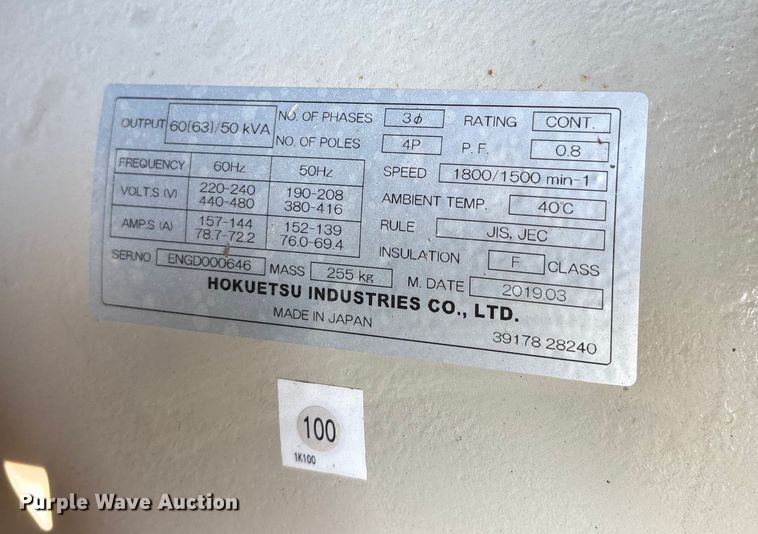 OUTPUT 60[63]/50 kVA NO. OF PHASES 3ϕ RATING CONT.
NO. OF POLES 4P P. F. 0.8
FREQUENCY 60Hz 50Hz SPEED 1800/1500 min-1
VOLT.S (V) 220-240 190-208
440-480 380-416
AMBIENT TEMP. 40℃
AMP.S (A) 157-144 152-139
78.7-72.2 76.0-69.4
RULE JIS, JEC
INSULATION F CLASS
SER.NO. ENGD000646 MASS 255 kg M. DATE 2019.03
HOKUETSU INDUSTRIES CO., LTD.
MADE IN JAPAN
39178 28240
100
1K100
Purple Wave Auction